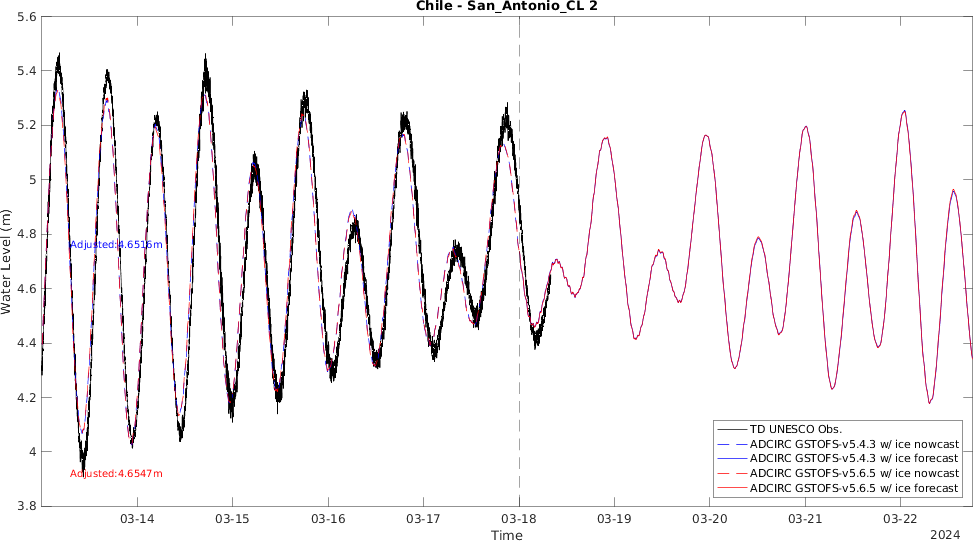 Chile - San_Antonio_CL 2
5.6
5.4
5.2
5
4.8
4.6
4.4
4.2
4
3.8
Water Level (m)
Adjusted:4.6516m
Adjusted:4.6547m
TD UNESCO Obs.
ADCIRC GSTOFS-v5.4.3 w/ ice nowcast
ADCIRC GSTOFS-v5.4.3 w/ ice forecast
ADCIRC GSTOFS-v5.6.5 w/ ice nowcast
ADCIRC GSTOFS-v5.6.5 w/ ice forecast
03-14 03-15 03-16 03-17 03-18 03-19 03-20 03-21 03-22
Time
2024